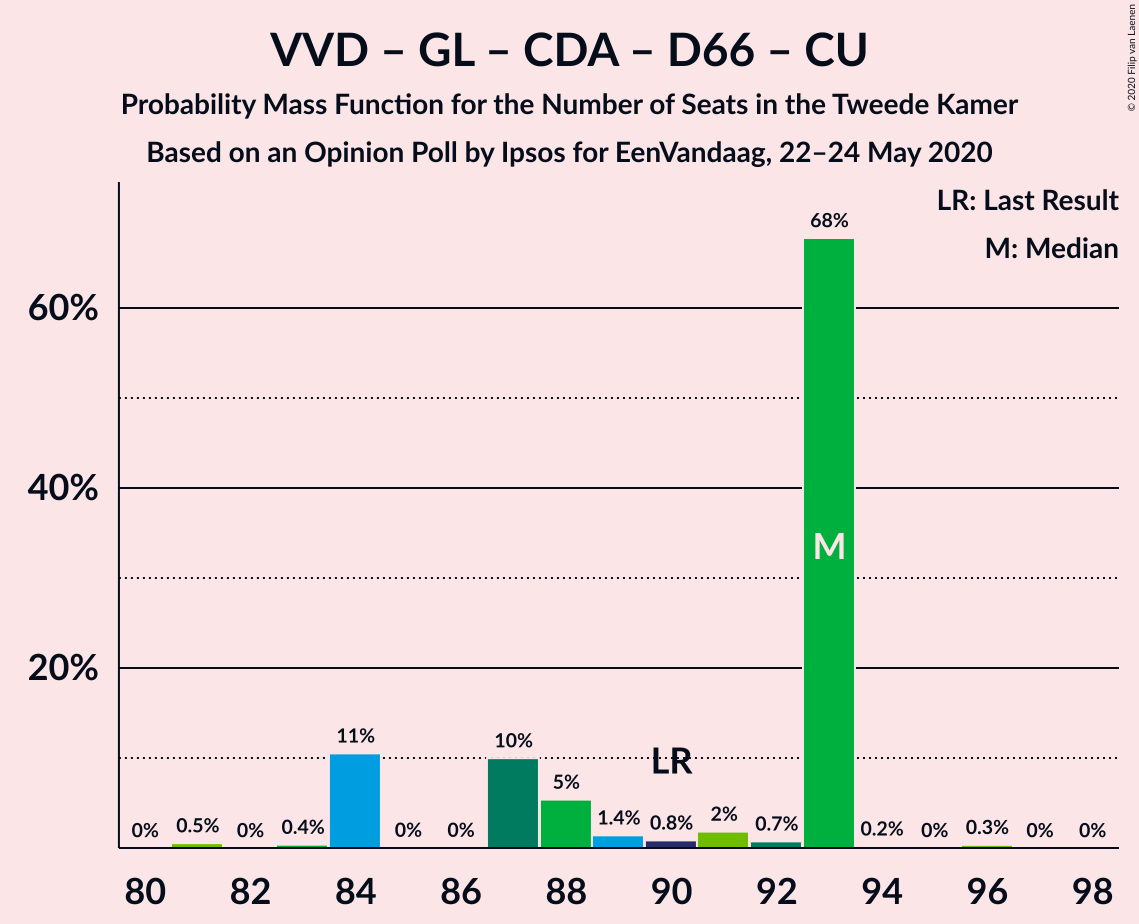 VVD – GL – CDA – D66 – CU
Probability Mass Function for the Number of Seats in the Tweede Kamer
Based on an Opinion Poll by Ipsos for EenVandaag, 22–24 May 2020
© 2020 Filip van Laenen
LR: Last Result
M: Median
60%
40%
20%
0%
0.5%
0%
0.4%
11%
0%
0%
10%
5%
1.4%
0.8%
2%
0.7%
68%
0.2%
0%
0.3%
0%
0%
LR
M
80 82 84 86 88 90 92 94 96 98